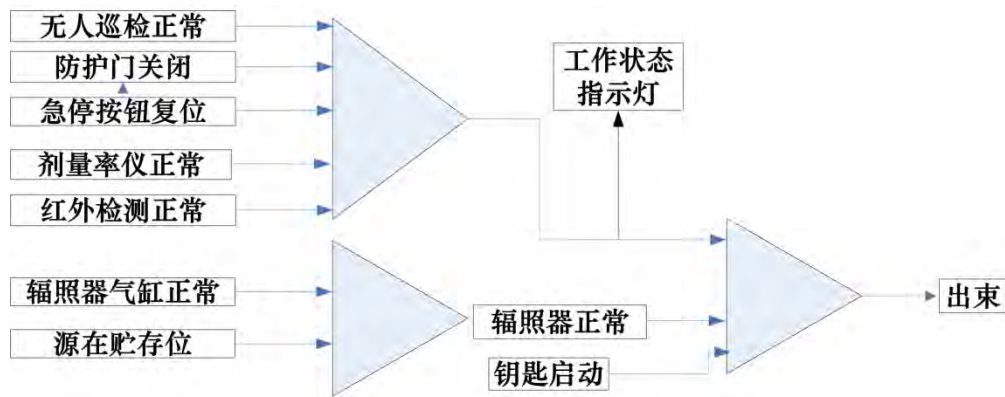 无人巡检正常
防护门关闭
急停按钮复位
剂量率仪正常
红外检测正常
工作状态
指示灯
辐照器气缸正常
源在贮存位
辐照器正常
钥匙启动
出束